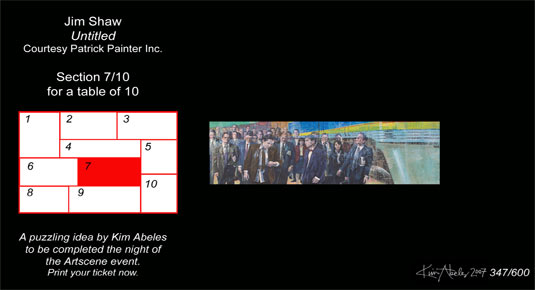 Jim Shaw
Untitled
Courtesy Patrick Painter Inc.
Section 7/10
for a table of 10
1
2
3
4
5
6
7
8
9
10
A puzzling idea by Kim Abeles
to be completed the night of
the Artscene event.
Print your ticket now.
Kim Abeles 2007 347/600